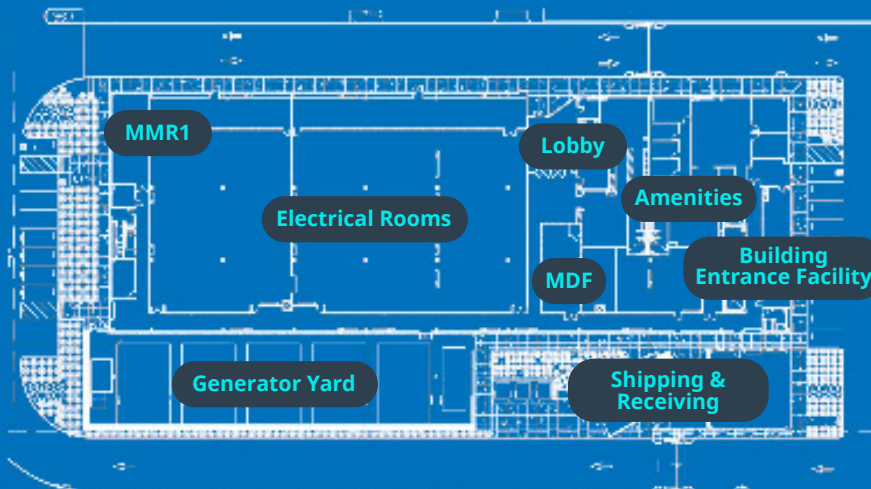 MMR1
Lobby
Amenities
Electrical Rooms
Building
Entrance Facility
MDF
Generator Yard
Shipping &
Receiving